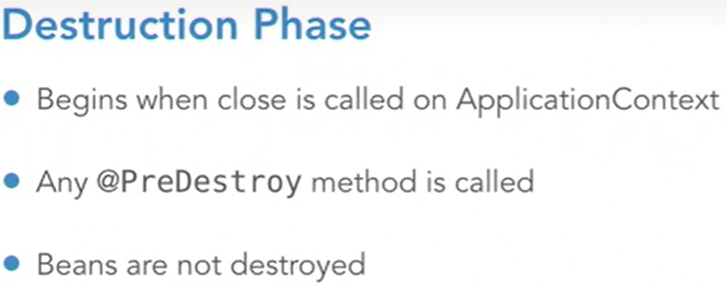 Destruction Phase
Begins when close is called on ApplicationContext
Any @PreDestroy method is called
Beans are not destroyed